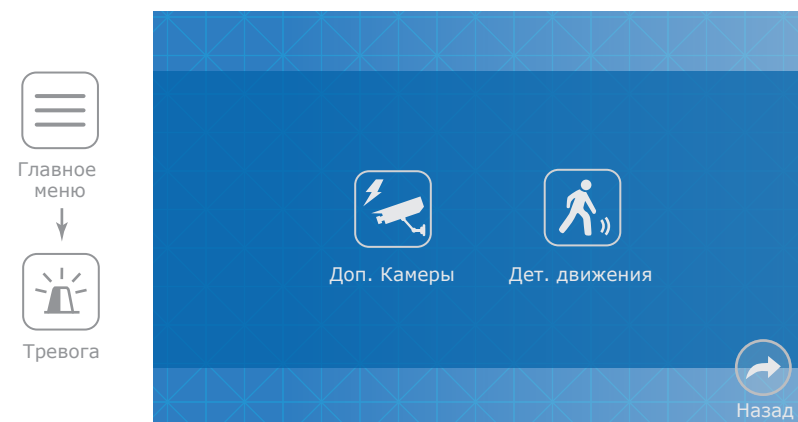 Главное
меню
Тревога
Доп. Камеры
Дет. движения
Назад